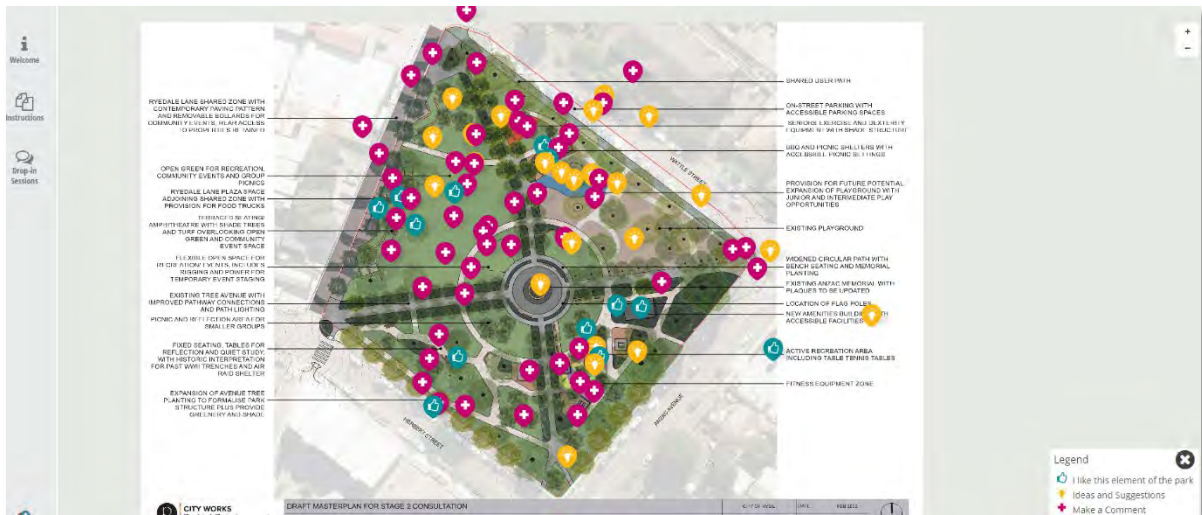 Welcome
Instructions
Drop-in
Sessions
+
−
RYEDALE LANE SHARED ZONE WITH
CONTEMPORARY PAVING PATTERN
AND REMOVABLE BOLLARDS FOR
COMMUNITY EVENTS, REAR ACCESS
TO PROPERTIES RETAINED
OPEN GREEN FOR RECREATION,
COMMUNITY EVENTS AND GROUP
PICNICS
RYEDALE LANE PLAZA SPACE
ADJOINING SHARED ZONE WITH
PROVISION FOR FOOD TRUCKS
TERRACED SEATING/
AMPHITHEATRE WITH SHADE TREES
AND TURF OVERLOOKING OPEN
GREEN AND COMMUNITY
EVENT SPACE
FLEXIBLE OPEN SPACE FOR
RECREATION/ EVENTS, INCLUDES
RIGGING AND POWER FOR
TEMPORARY EVENT STAGING
EXISTING TREE AVENUE WITH
IMPROVED PATHWAY CONNECTIONS
AND PATH LIGHTING
PICNIC AND REFLECTION AREA FOR
SMALLER GROUPS
FIXED SEATING, TABLES FOR
REFLECTION AND QUIET STUDY,
WITH HISTORIC INTERPRETATION
FOR PAST WWII TRENCHES AND AIR
RAID SHELTER
EXPANSION OF AVENUE TREE
PLANTING TO FORMALISE PARK
STRUCTURE PLUS PROVIDE
GREENERY AND SHADE
SHARED USER PATH
ON-STREET PARKING WITH
ACCESSIBLE PARKING SPACES
SENIORS EXERCISE AND DEXTERITY
EQUIPMENT WITH SHADE STRUCTURE
BBQ AND PICNIC SHELTERS WITH
ACCESSIBLE PICNIC SETTINGS
PROVISION FOR FUTURE POTENTIAL
EXPANSION OF PLAYGROUND WITH
JUNIOR AND INTERMEDIATE PLAY
OPPORTUNITIES
EXISTING PLAYGROUND
WIDENED CIRCULAR PATH WITH
BENCH SEATING AND MEMORIAL
PLANTING
EXISTING ANZAC MEMORIAL WITH
PLAQUES TO BE UPDATED
LOCATION OF FLAG POLES
NEW AMENITIES BUILDING WITH
ACCESSIBLE FACILITIES
ACTIVE RECREATION AREA
INCLUDING TABLE TENNIS TABLES
FITNESS EQUIPMENT ZONE
WATTLE STREET
HERBERT STREET
AVENUE
CITY WORKS
DRAFT MASTERPLAN FOR STAGE 2 CONSULTATION
DATE
Legend
I like this element of the park
Ideas and Suggestions
Make a Comment